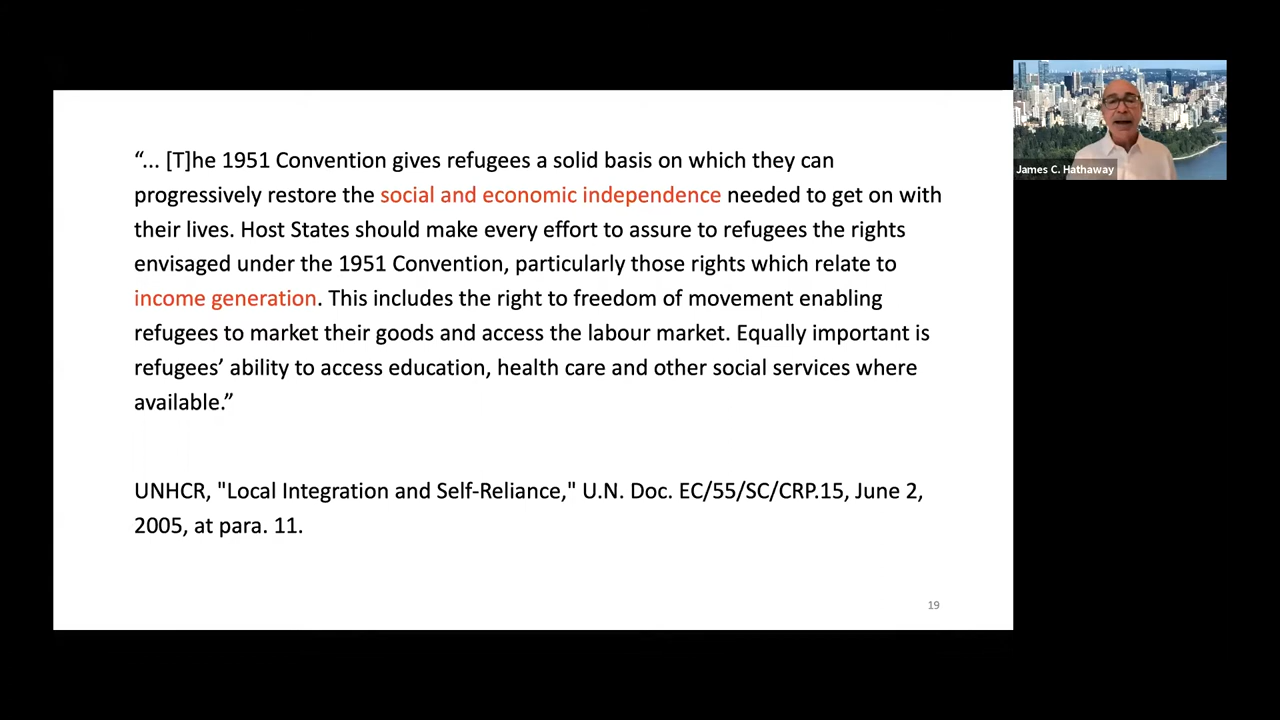 “... [T]he 1951 Convention gives refugees a solid basis on which they can
progressively restore the social and economic independence needed to get on with
their lives. Host States should make every effort to assure to refugees the rights
envisaged under the 1951 Convention, particularly those rights which relate to
income generation. This includes the right to freedom of movement enabling
refugees to market their goods and access the labour market. Equally important is
refugees’ ability to access education, health care and other social services where
available.”
UNHCR, "Local Integration and Self-Reliance," U.N. Doc. EC/55/SC/CRP.15, June 2,
2005, at para. 11.
19
James C. Hathaway